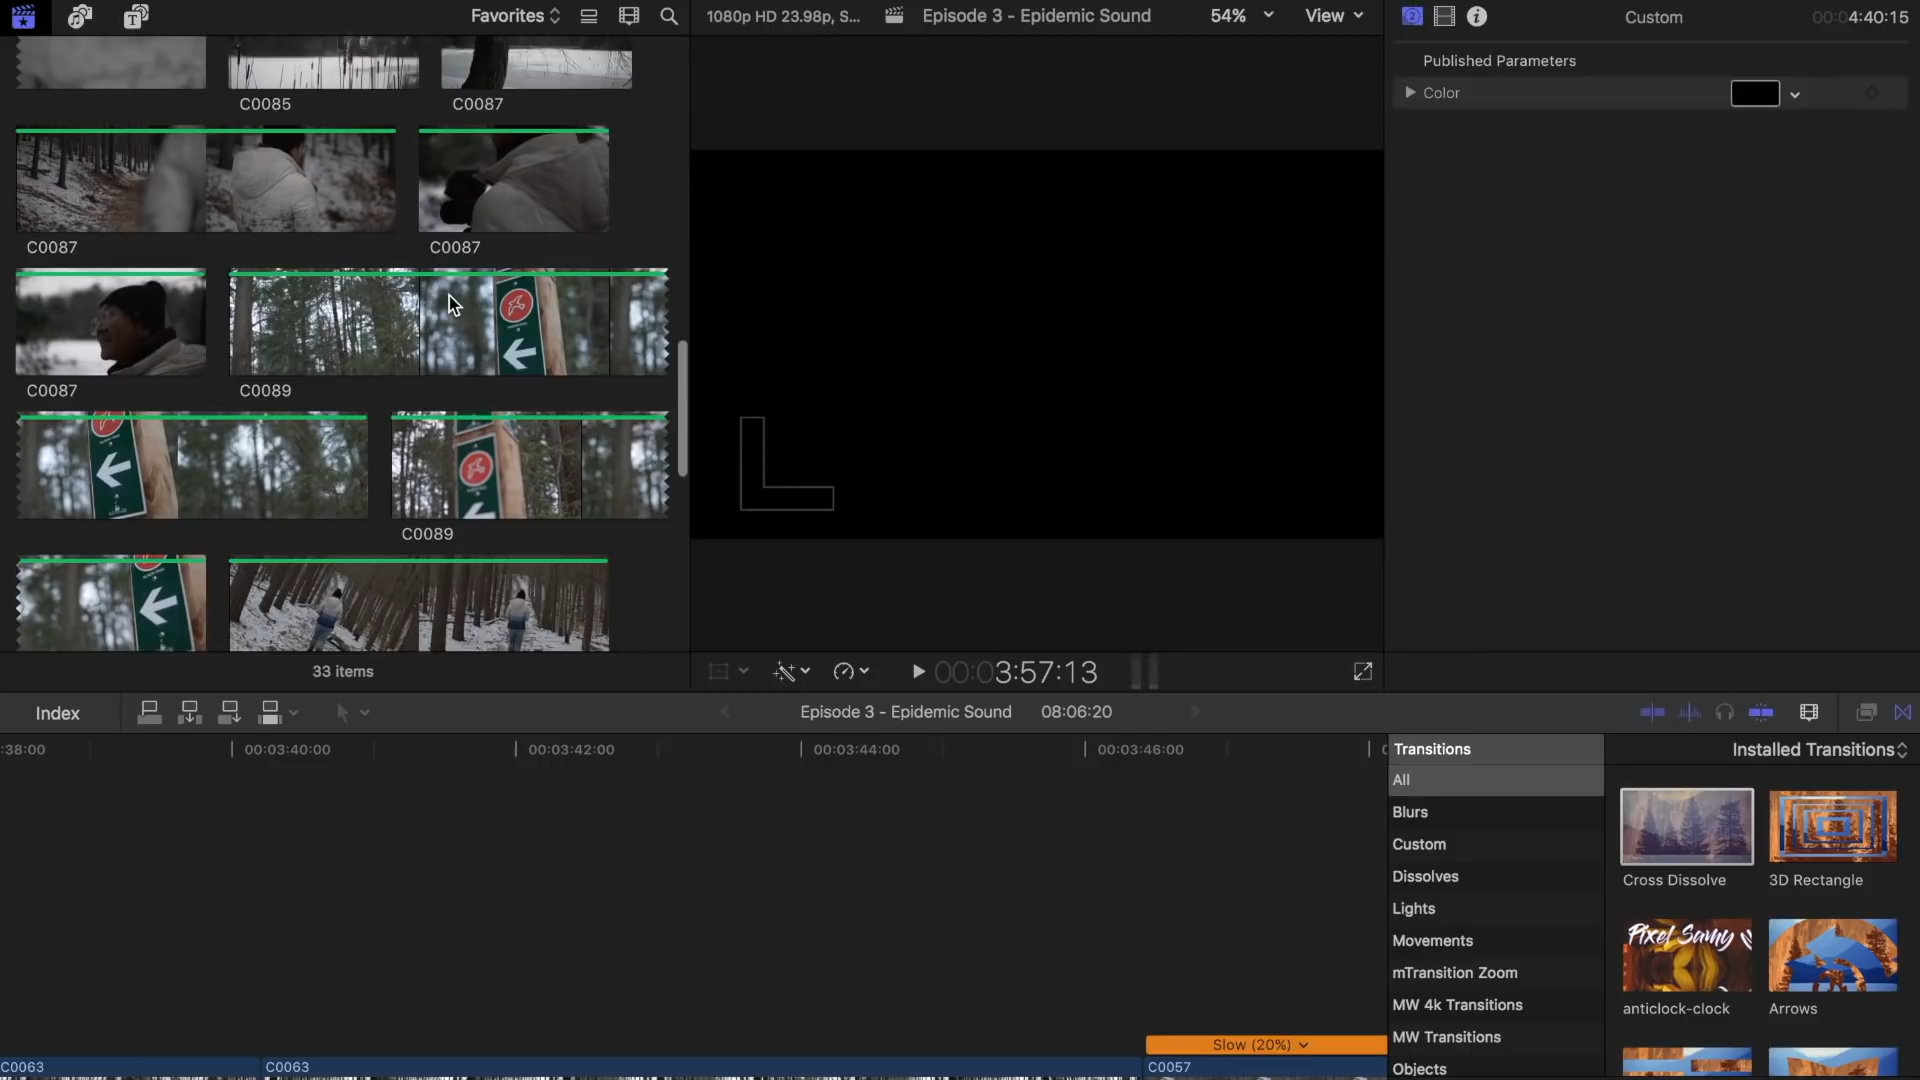 Favorites
1080p HD 23.98p, S...
Episode 3 - Epidemic Sound
54%
View
Custom
00:04:40:15
Published Parameters
Color
C0085
C0087
C0087
C0087
C0087
C0089
C0089
33 items
00:003:57:13
Index
Episode 3 - Epidemic Sound
08:06:20
:38:00
00:03:40:00
00:03:42:00
00:03:44:00
00:03:46:00
Transitions
All
Blurs
Custom
Dissolves
Lights
Movements
mTransition Zoom
MW 4k Transitions
MW Transitions
Objects
Installed Transitions
Cross Dissolve
3D Rectangle
Pixel Samy
anticlock-clock
Arrows
Slow (20%)
C0063
C0063
C0057